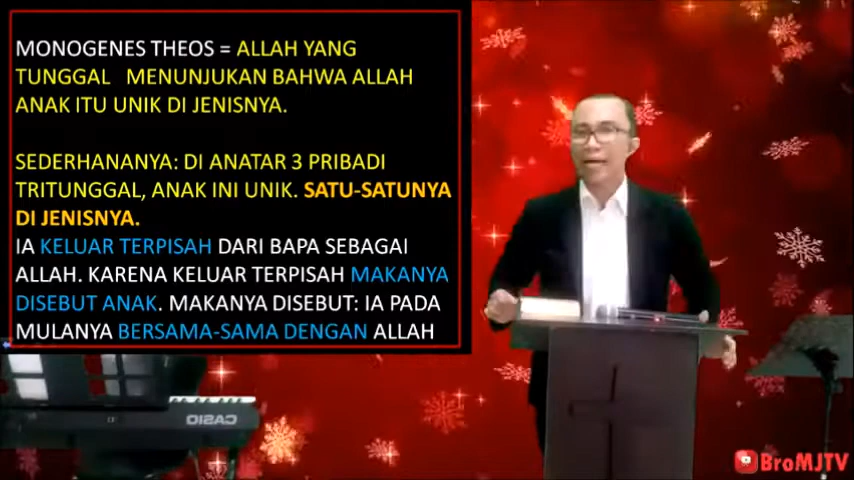 MONOGENES THEOS = ALLAH YANG
TUNGGAL MENUNJUKAN BAHWA ALLAH
ANAK ITU UNIK DI JENISNYA.
SEDERHANANYA: DI ANATAR 3 PRIBADI
TRITUNGGAL, ANAK INI UNIK. SATU-SATUNYA
DI JENISNYA.
IA KELUAR TERPISAH DARI BAPA SEBAGAI
ALLAH. KARENA KELUAR TERPISAH MAKANYA
DISEBUT ANAK. MAKANYA DISEBUT: IA PADA
MULANYA BERSAMA-SAMA DENGAN ALLAH
CASIO
BroMJTV